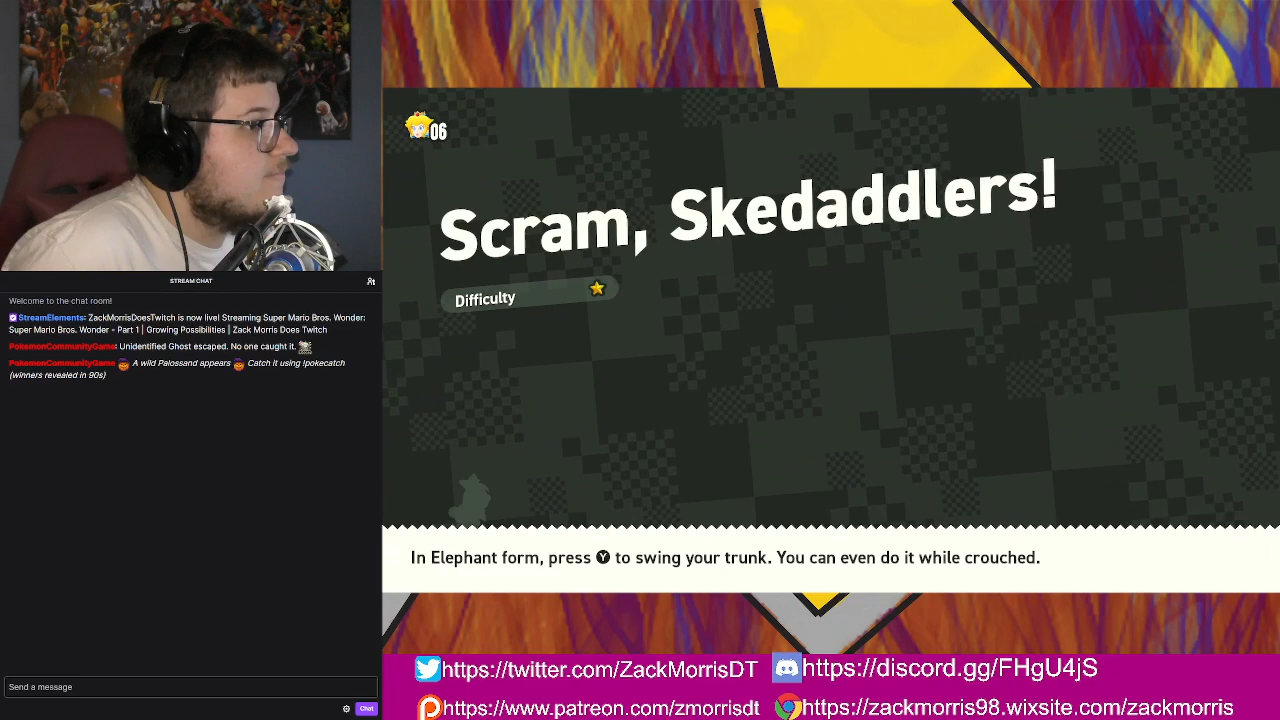 STREAM CHAT
Welcome to the chat room!
StreamElements: ZackMorrisDoesTwitch is now live! Streaming Super Mario Bros. Wonder:
Super Mario Bros. Wonder - Part 1 | Growing Possibilities | Zack Morris Does Twitch
PokemonCommunityGame: Unidentified Ghost escaped. No one caught it.
PokemonCommunityGame A wild Palossand appears Catch it using !pokecatch
(winners revealed in 90s)
Send a message
Chat
06
Scram, Skedaddlers!
Difficulty
In Elephant form, press Y to swing your trunk. You can even do it while crouched.
https://twitter.com/ZackMorrisDT
https://discord.gg/FHgU4jS
https://www.patreon.com/zmorrisdt
https://zackmorris98.wixsite.com/zackmorris